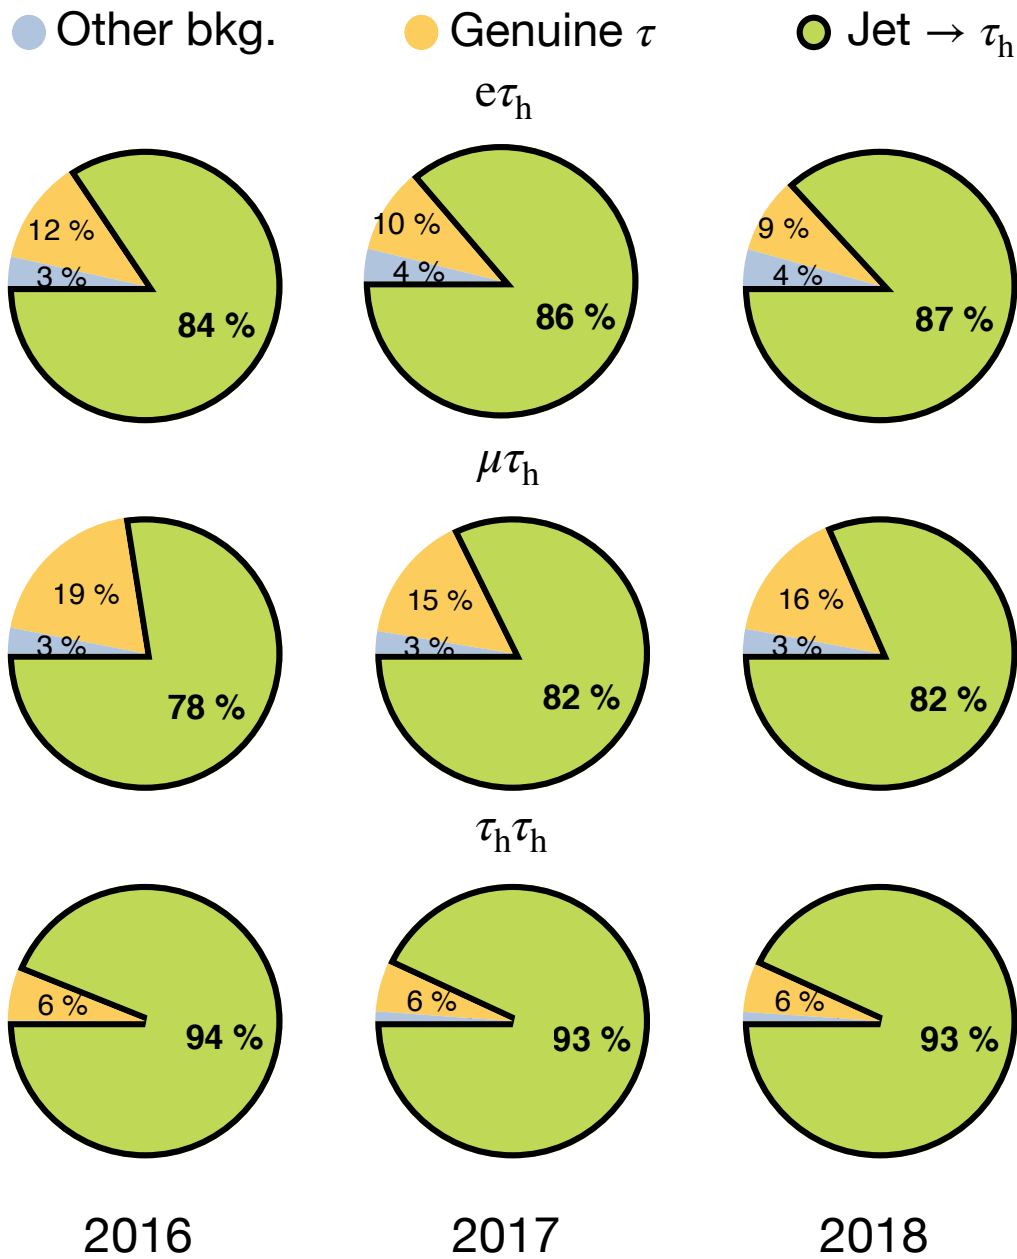 Other bkg. Genuine τ Jet → τh
eτh
12 % 10 % 9 %
3 % 4 % 4 %
84 % 86 % 87 %
μτh
19 % 15 % 16 %
3 % 3 % 3 %
78 % 82 % 82 %
τhτh
6 % 6 % 6 %
94 % 93 % 93 %
2016 2017 2018